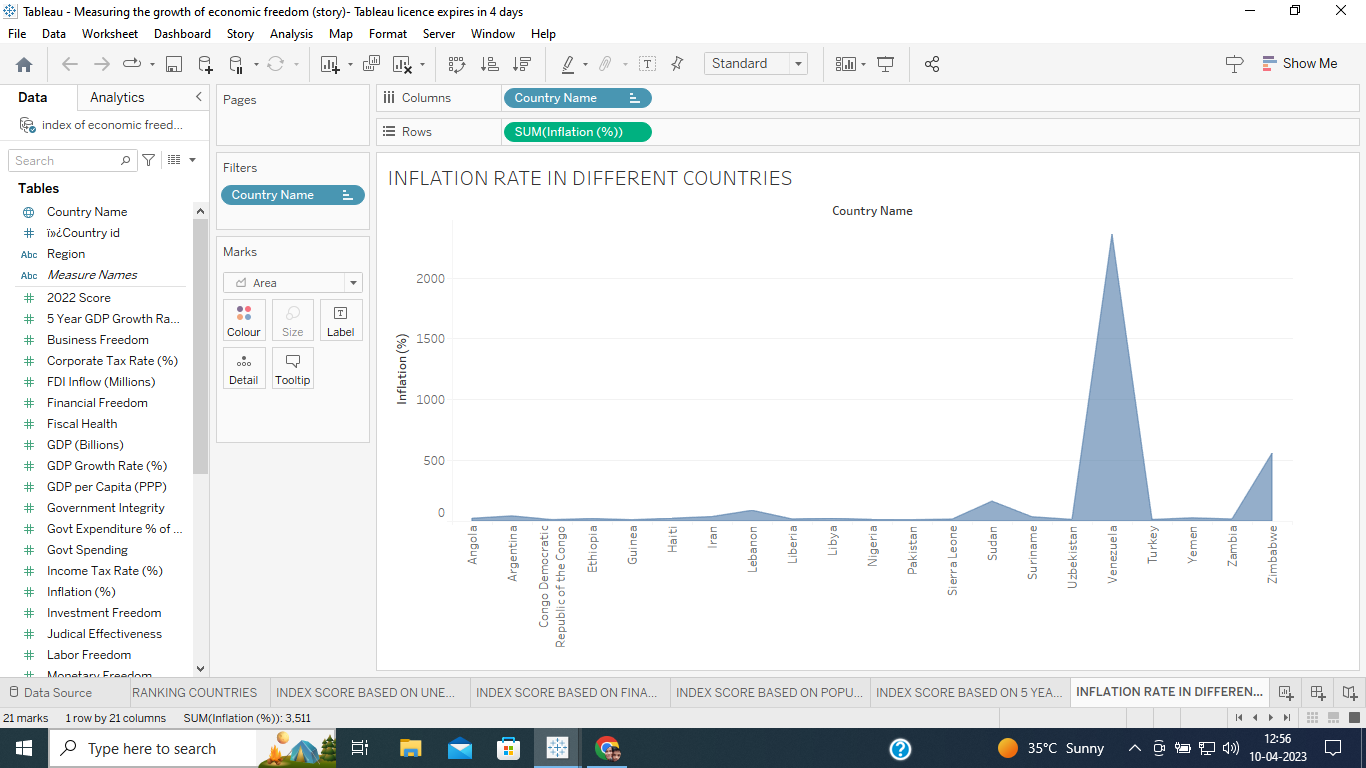 Tableau - Measuring the growth of economic freedom (story)- Tableau licence expires in 4 days
File Data Worksheet Dashboard Story Analysis Map Format Server Window Help
Standard
Show Me
Data Analytics
index of economic freed...
Search
Tables
Country Name
ï»¿Country id
Abc Region
Abc Measure Names
2022 Score
5 Year GDP Growth Ra...
Business Freedom
Corporate Tax Rate (%)
FDI Inflow (Millions)
Financial Freedom
Fiscal Health
GDP (Billions)
GDP Growth Rate (%)
GDP per Capita (PPP)
Government Integrity
Govt Expenditure % of ...
Govt Spending
Income Tax Rate (%)
Inflation (%)
Investment Freedom
Judical Effectiveness
Labor Freedom
Monetary Freedom
Pages
Filters
Country Name
Marks
Area
Colour Size Label
Detail Tooltip
Columns Country Name
Rows SUM(Inflation (%))
INFLATION RATE IN DIFFERENT COUNTRIES
Country Name
Inflation (%)
2000
1500
1000
500
0
Angola
Argentina
Congo Democratic
Republic of the Congo
Ethiopia
Guinea
Haiti
Iran
Lebanon
Liberia
Libya
Nigeria
Pakistan
Sierra Leone
Sudan
Suriname
Uzbekistan
Venezuela
Turkey
Yemen
Zambia
Zimbabwe
Data Source RANKING COUNTRIES INDEX SCORE BASED ON UNE... INDEX SCORE BASED ON FINA... INDEX SCORE BASED ON POPU... INDEX SCORE BASED ON 5 YEA... INFLATION RATE IN DIFFEREN...
21 marks 1 row by 21 columns SUM(Inflation (%)): 3.511
Type here to search
35°C Sunny
12:56
10-04-2023